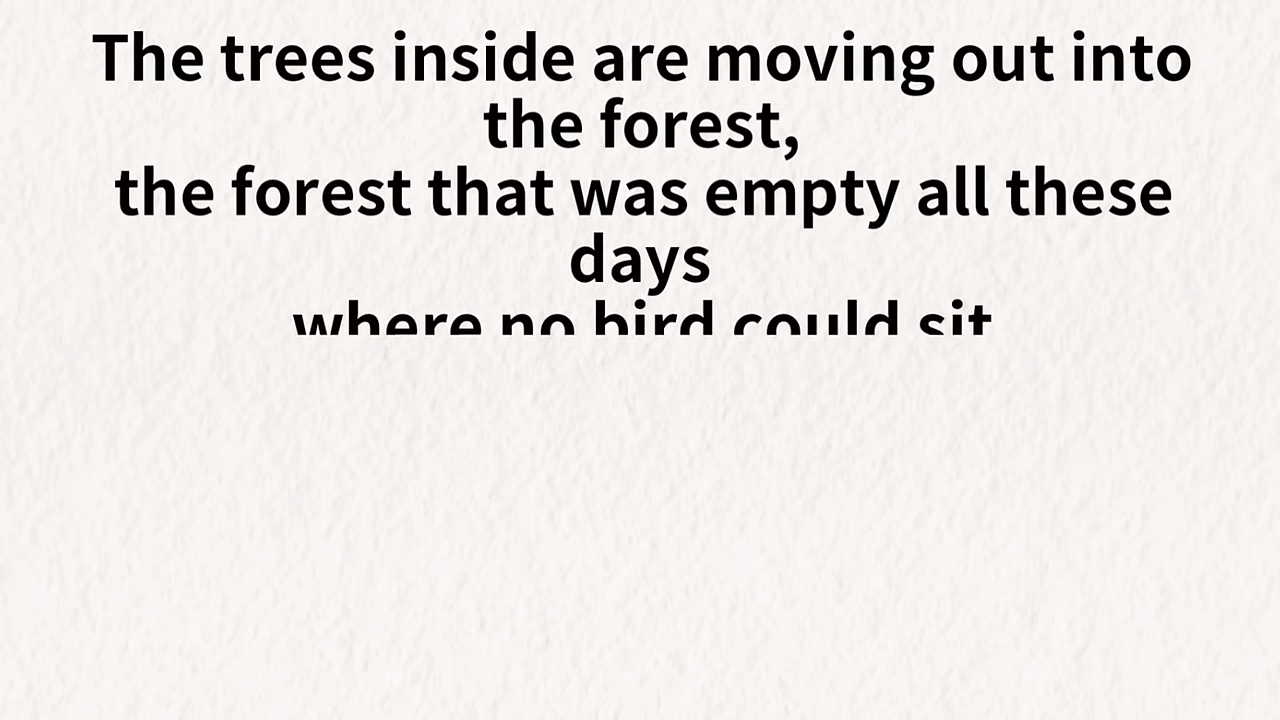 The trees inside are moving out into
the forest,
the forest that was empty all these
days
where no bird could sit